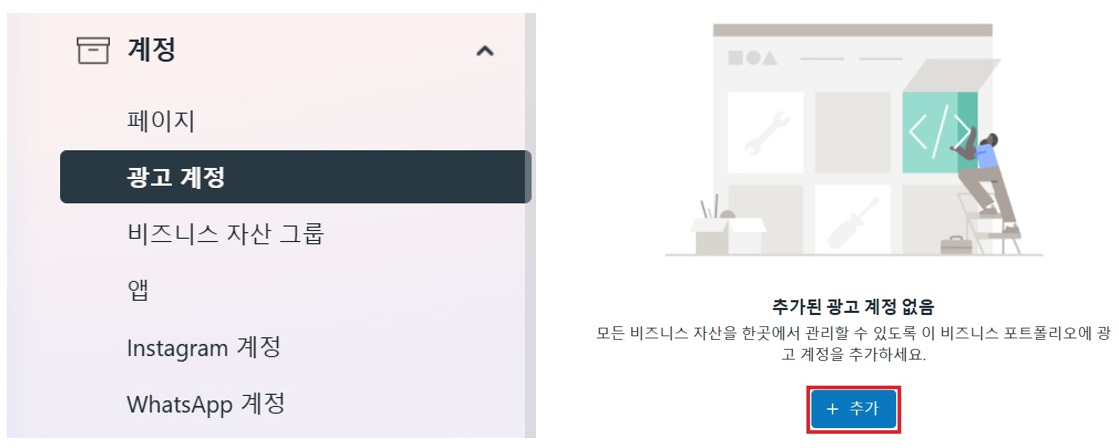 계정
페이지
광고 계정
비즈니스 자산 그룹
앱
Instagram 계정
WhatsApp 계정
추가된 광고 계정 없음
모든 비즈니스 자산을 한곳에서 관리할 수 있도록 이 비즈니스 포트폴리오에 광
고 계정을 추가하세요.
+ 추가